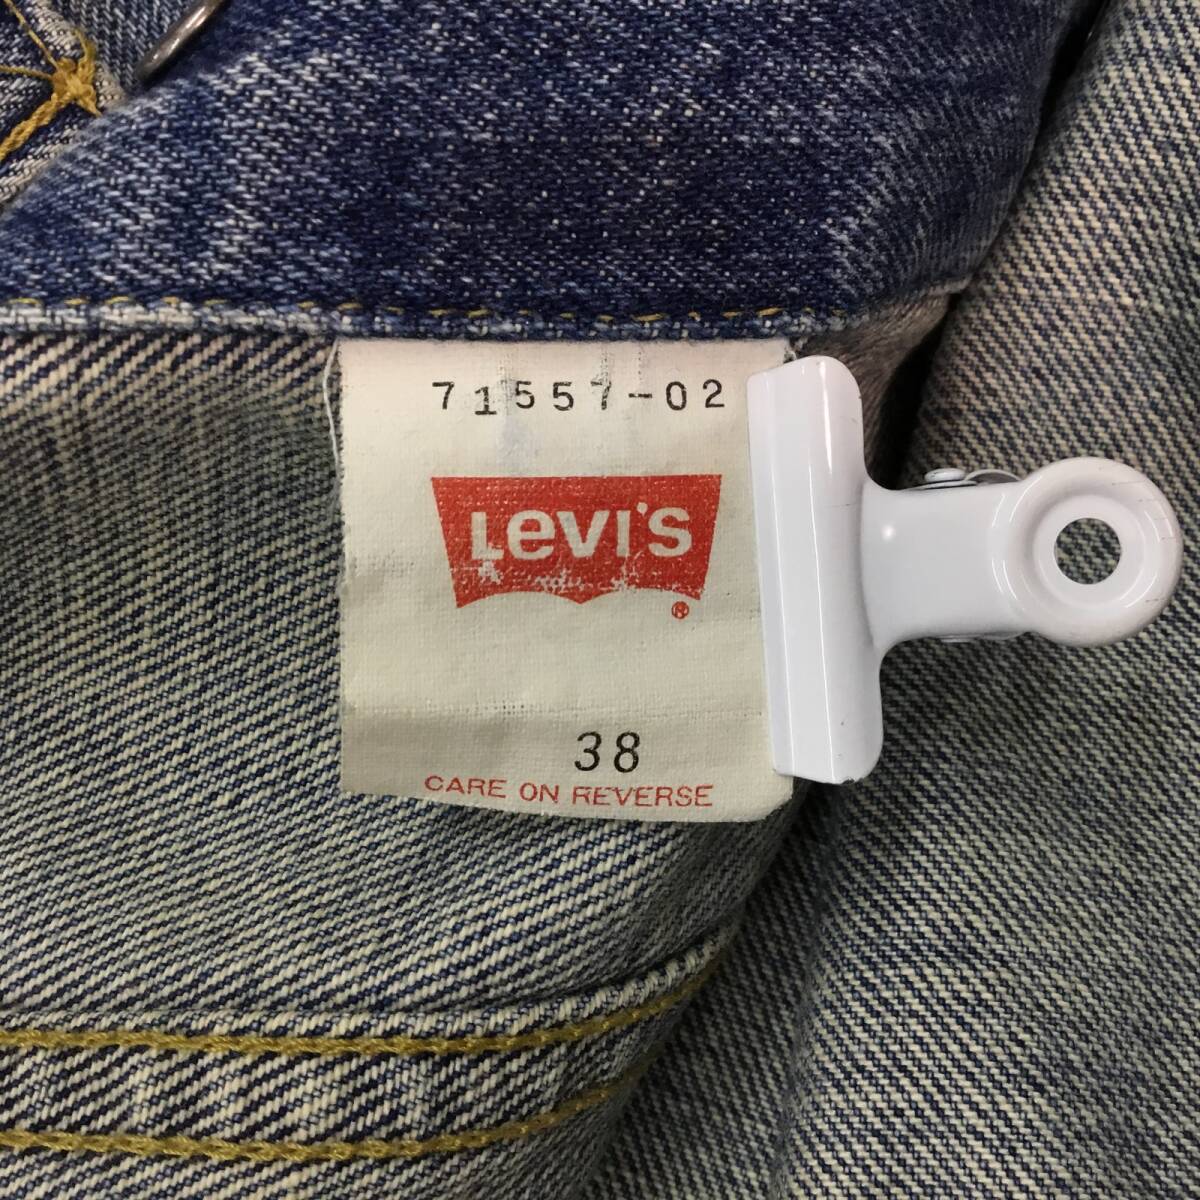 71557-02
Levi's
®
38
CARE ON REVERSE